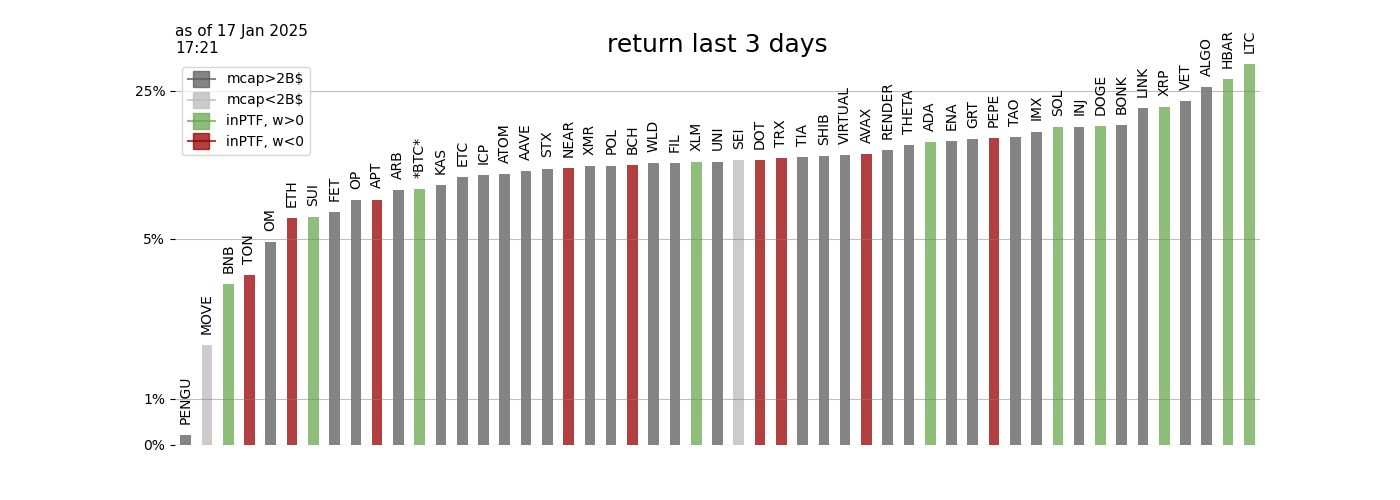 as of 17 Jan 2025
17:21
return last 3 days
mcap>2B$
mcap<2B$
inPTF, w>0
inPTF, w<0
25%
5%
1%
0%
PENGU
MOVE
BNB
TON
OM
ETH
SUI
FET
OP
APT
ARB
*BTC*
KAS
ETC
ICP
ATOM
AAVE
STX
NEAR
XMR
POL
BCH
WLD
FIL
XLM
UNI
SEI
DOT
TRX
TIA
SHIB
VIRTUAL
AVAX
RENDER
THETA
ADA
ENA
GRT
PEPE
TAO
IMX
SOL
INJ
DOGE
BONK
LINK
XRP
VET
ALGO
HBAR
LTC